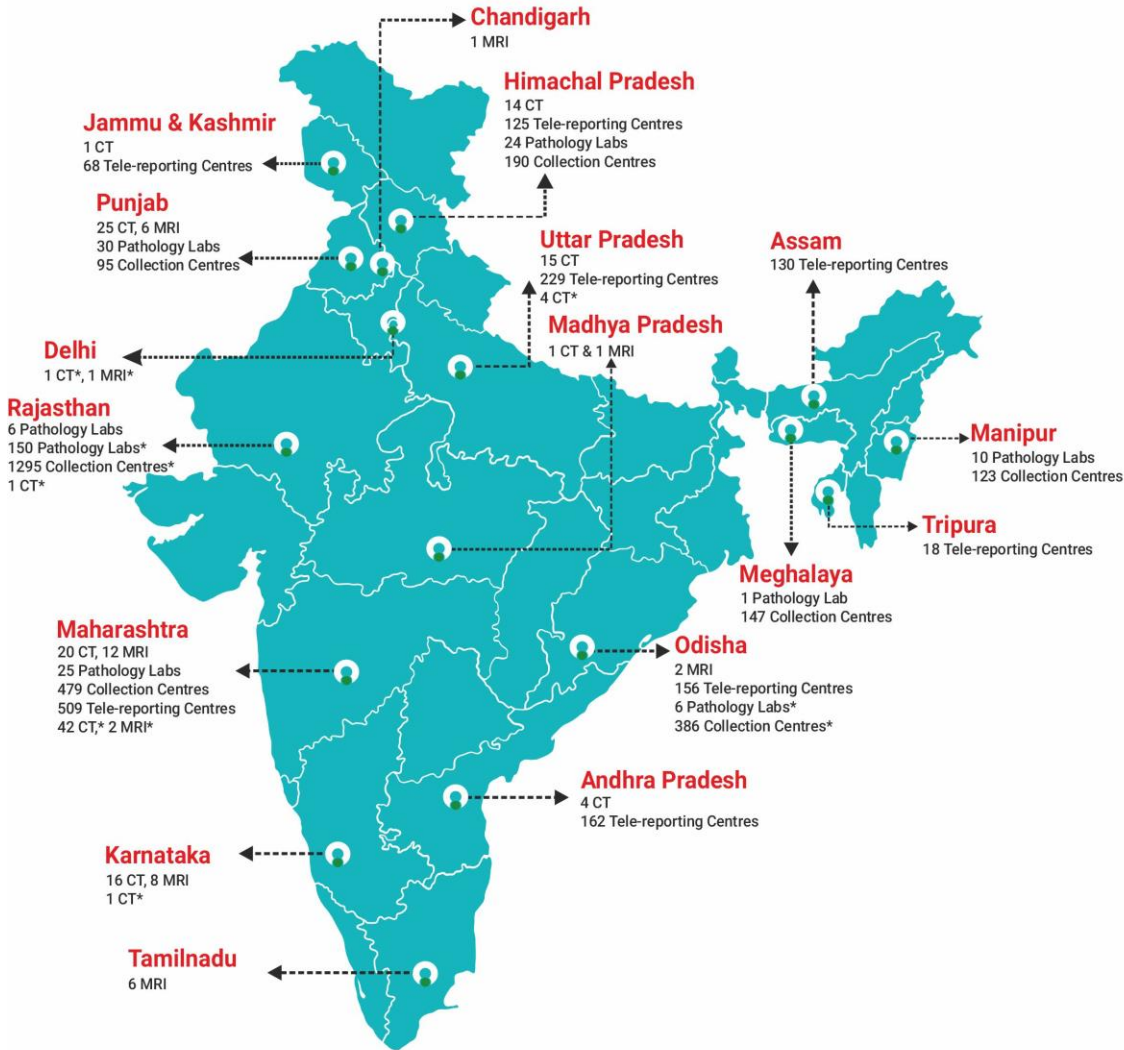 Chandigarh
1 MRI
Himachal Pradesh
14 CT
125 Tele-reporting Centres
24 Pathology Labs
190 Collection Centres
Jammu & Kashmir
1 CT
68 Tele-reporting Centres
Punjab
25 CT, 6 MRI
30 Pathology Labs
95 Collection Centres
Uttar Pradesh
15 CT
229 Tele-reporting Centres
4 CT*
Assam
130 Tele-reporting Centres
Madhya Pradesh
1 CT & 1 MRI
Delhi
1 CT*, 1 MRI*
Rajasthan
6 Pathology Labs
150 Pathology Labs*
1295 Collection Centres*
1 CT*
Manipur
10 Pathology Labs
123 Collection Centres
Tripura
18 Tele-reporting Centres
Meghalaya
1 Pathology Lab
147 Collection Centres
Maharashtra
20 CT, 12 MRI
25 Pathology Labs
479 Collection Centres
509 Tele-reporting Centres
42 CT,* 2 MRI*
Odisha
2 MRI
156 Tele-reporting Centres
6 Pathology Labs*
386 Collection Centres*
Andhra Pradesh
4 CT
162 Tele-reporting Centres
Karnataka
16 CT, 8 MRI
1 CT*
Tamilnadu
6 MRI